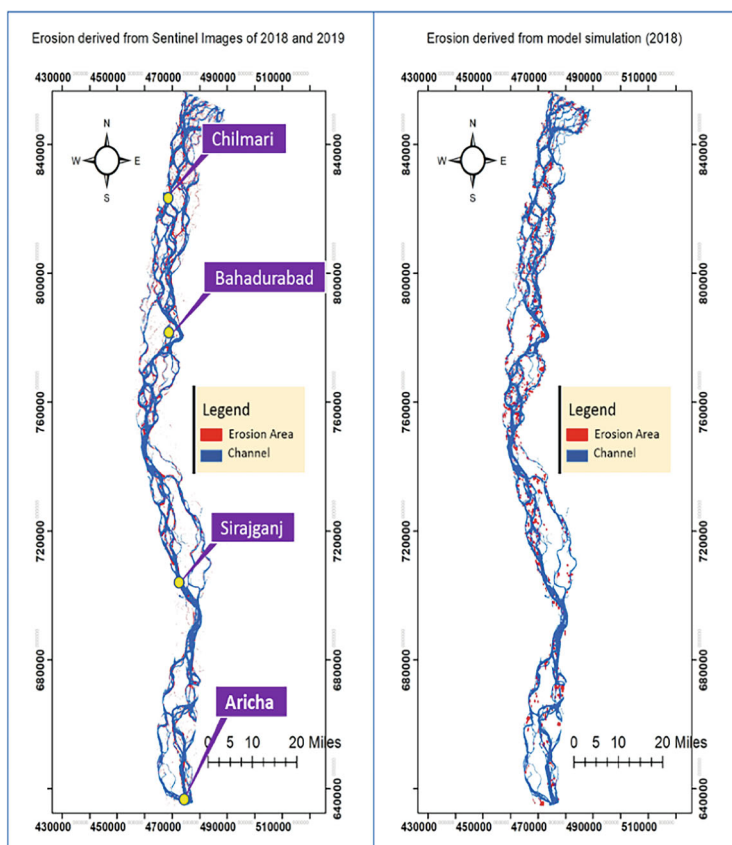 Erosion derived from Sentinel Images of 2018 and 2019
430000 470000 490000 510000
840000
800000
760000
720000
680000
640000
N
W E
S
Chilmari
Bahadurabad
Legend
Erosion Area
Channel
Sirajganj
Aricha
0 5 10 20 Miles
840000
800000
760000
720000
680000
640000
430000 470000 490000 510000
Erosion derived from model simulation (2018)
430000 470000 490000 510000
840000
800000
760000
720000
680000
640000
N
W E
S
Legend
Erosion Area
Channel
0 5 10 20 Miles
840000
800000
760000
720000
680000
640000
430000 470000 490000 510000